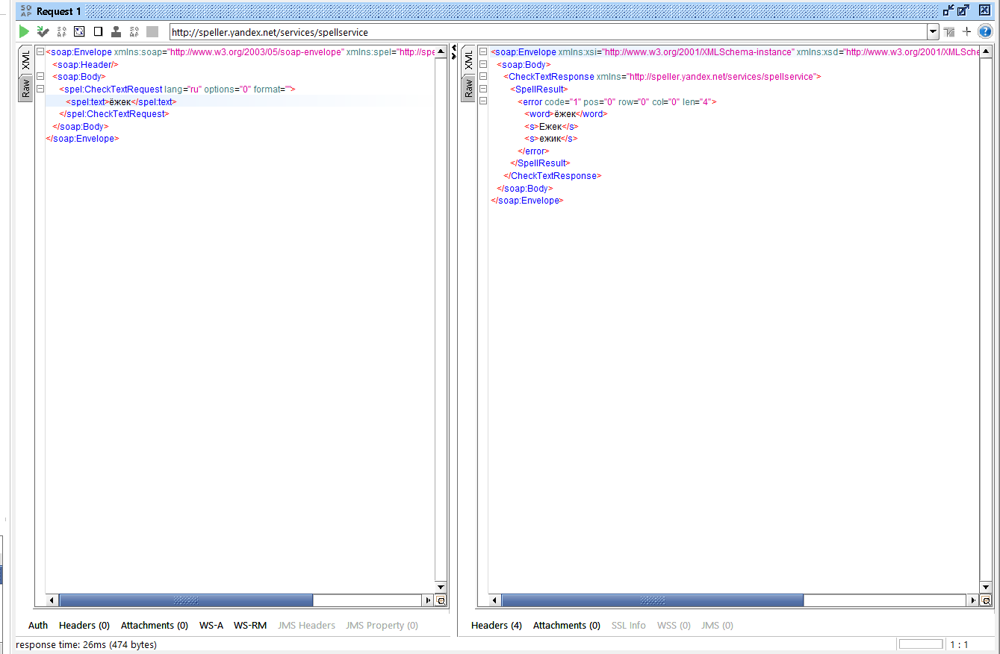 SO AP Request 1
http://speller.yandex.net/services/spellservice
XML
Raw
<soap:Envelope xmlns:soap="http://www.w3.org/2003/05/soap-envelope" xmlns:spel="http://spe
<soap:Header/>
<soap:Body>
<spel:CheckTextRequest lang="ru" options="0" format="">
<spel:text>ёжек</spel:text>
</spel:CheckTextRequest>
</soap:Body>
</soap:Envelope>
XML
Raw
<soap:Envelope xmlns:xsi="http://www.w3.org/2001/XMLSchema-instance" xmlns:xsd="http://www.w3.org/2001/XMLSche
<soap:Body>
<CheckTextResponse xmlns="http://speller.yandex.net/services/spellservice">
<SpellResult>
<error code="1" pos="0" row="0" col="0" len="4">
<word>ёжек</word>
<s>Ежек</s>
<s>ежик</s>
</error>
</SpellResult>
</CheckTextResponse>
</soap:Body>
</soap:Envelope>
Auth Headers (0) Attachments (0) WS-A WS-RM JMS Headers JMS Property (0)
Headers (4) Attachments (0) SSL Info WSS (0) JMS (0)
response time: 26ms (474 bytes)
1 : 1